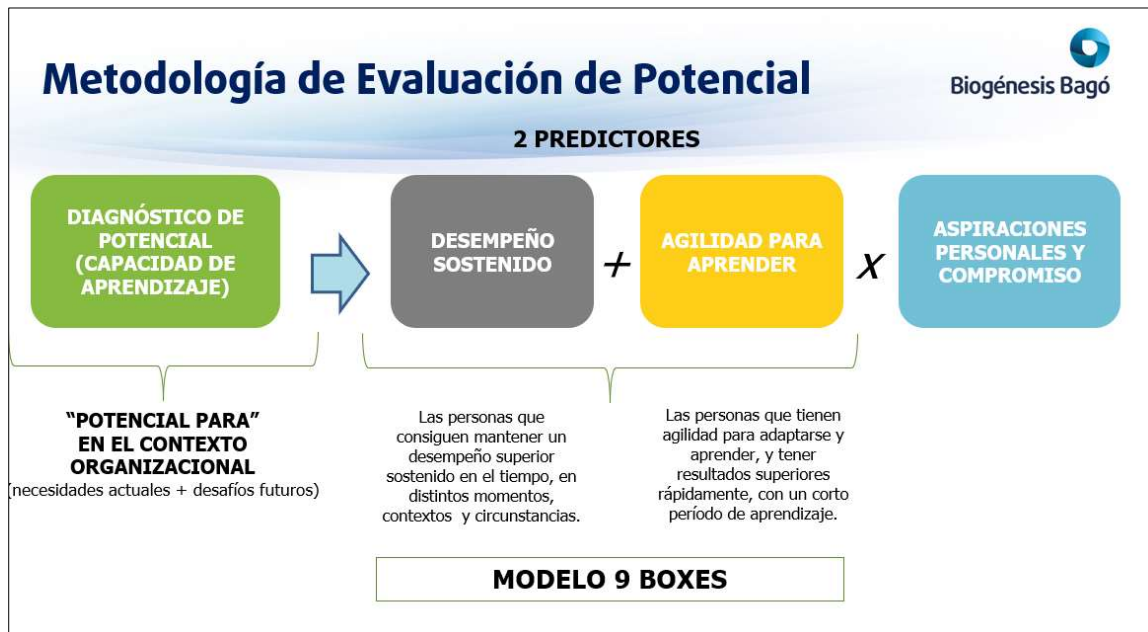 Metodología de Evaluación de Potencial
Biogénesis Bagó
2 PREDICTORES
DIAGNÓSTICO DE
POTENCIAL
(CAPACIDAD DE
APRENDIZAJE)
DESEMPEÑO
SOSTENIDO
+
AGILIDAD PARA
APRENDER
x
ASPIRACIONES
PERSONALES Y
COMPROMISO
“POTENCIAL PARA”
EN EL CONTEXTO
ORGANIZACIONAL
(necesidades actuales + desafíos futuros)
Las personas que
consiguen mantener un
desempeño superior
sostenido en el tiempo, en
distintos momentos,
contextos y circunstancias.
Las personas que tienen
agilidad para adaptarse y
aprender, y tener
resultados superiores
rápidamente, con un corto
período de aprendizaje.
MODELO 9 BOXES